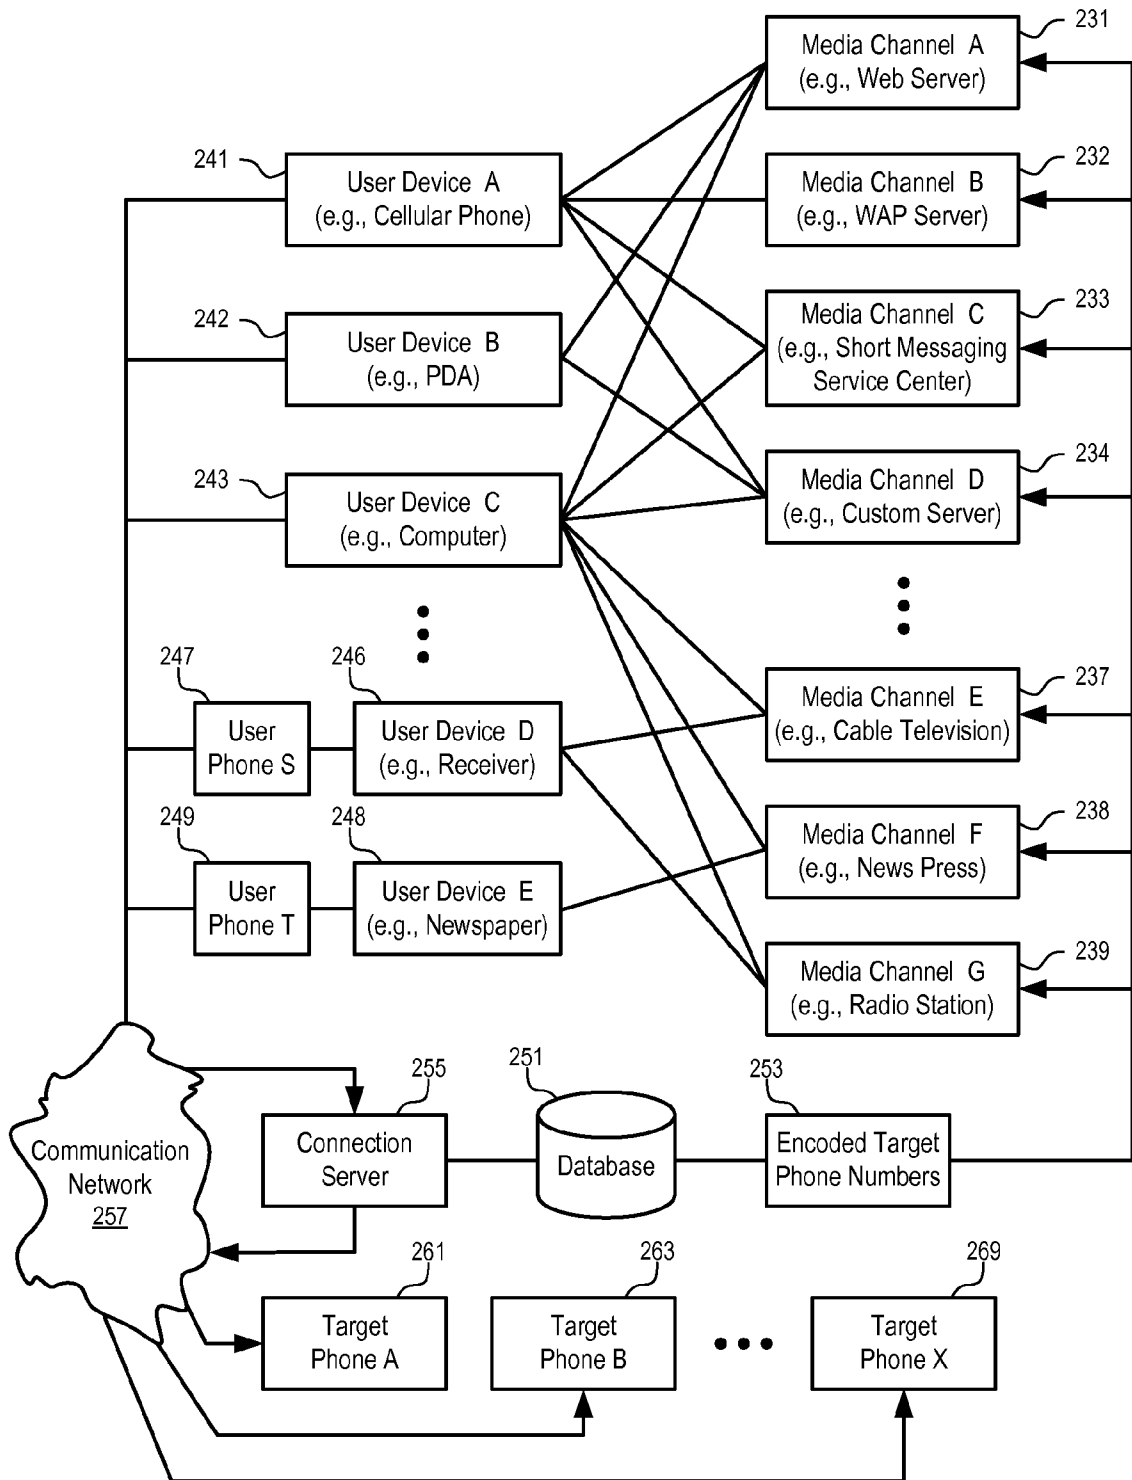 231
Media Channel A
(e.g., Web Server)
241
232
User Device A
(e.g., Cellular Phone)
Media Channel B
(e.g., WAP Server)
242
233
User Device B
(e.g., PDA)
Media Channel C
(e.g., Short Messaging
Service Center)
243
234
User Device C
(e.g., Computer)
Media Channel D
(e.g., Custom Server)
247
246
237
User
Phone S
User Device D
(e.g., Receiver)
Media Channel E
(e.g., Cable Television)
249
248
238
User
Phone T
User Device E
(e.g., Newspaper)
Media Channel F
(e.g., News Press)
239
Media Channel G
(e.g., Radio Station)
255
251
253
Communication
Network
257
Connection
Server
Database
Encoded Target
Phone Numbers
261
263
269
Target
Phone A
Target
Phone B
Target
Phone X